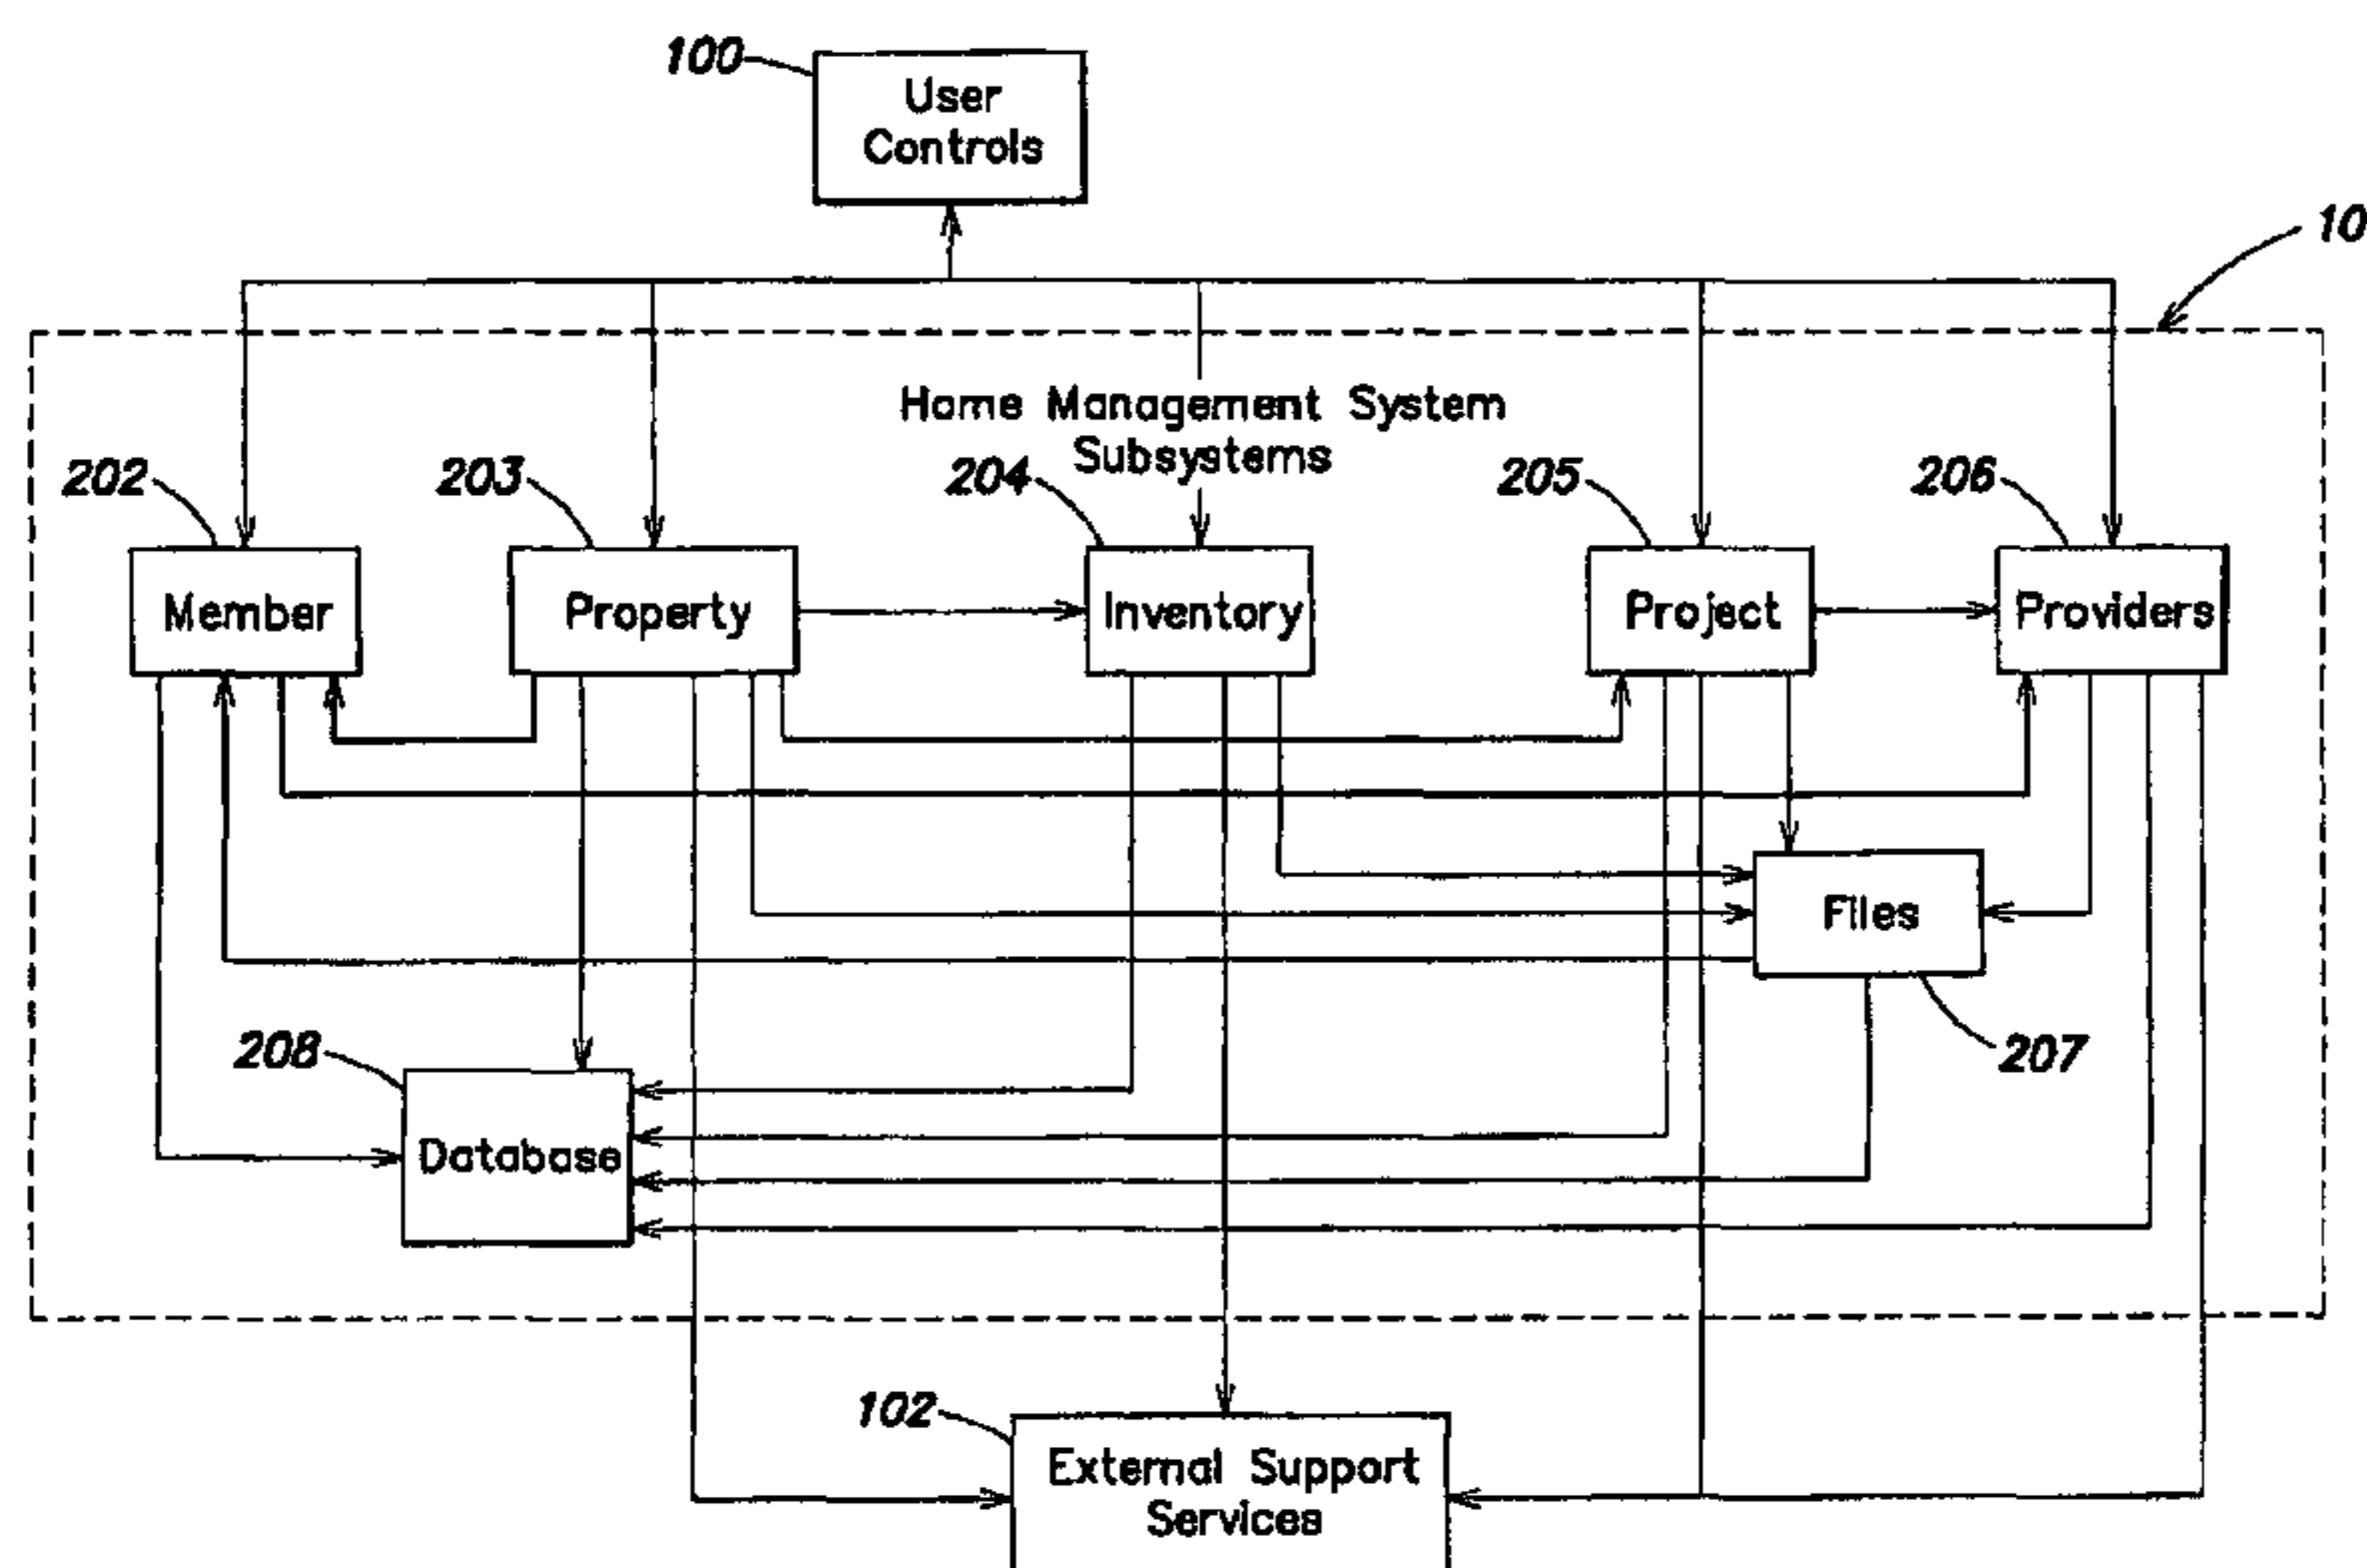 100
User
Controls
10
Home Management System
Subsystems
202
203
204
205
206
Member
Property
Inventory
Project
Providers
Files
207
208
Database
102
External Support
Services